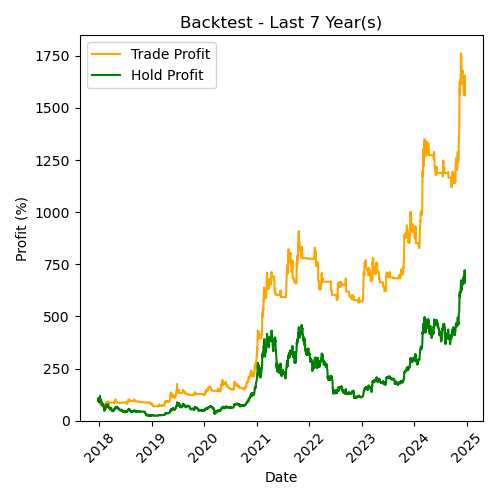 Backtest - Last 7 Year(s)
Trade Profit
Hold Profit
Profit (%)
1750
1500
1250
1000
750
500
250
0
2018 2019 2020 2021 2022 2023 2024 2025
Date